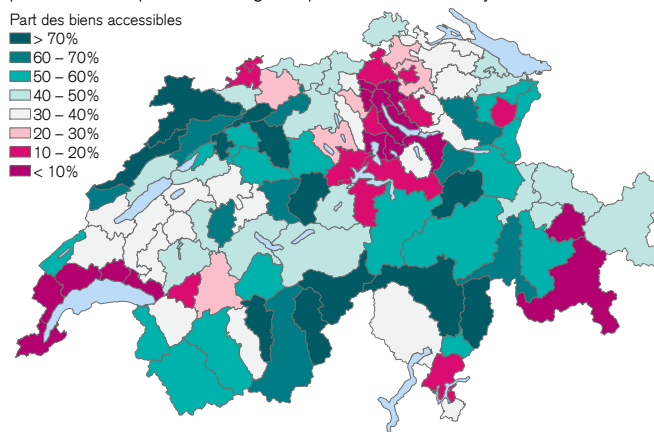 Part des biens accessibles
> 70%
60 – 70%
50 – 60%
40 – 50%
30 – 40%
20 – 30%
10 – 20%
< 10%